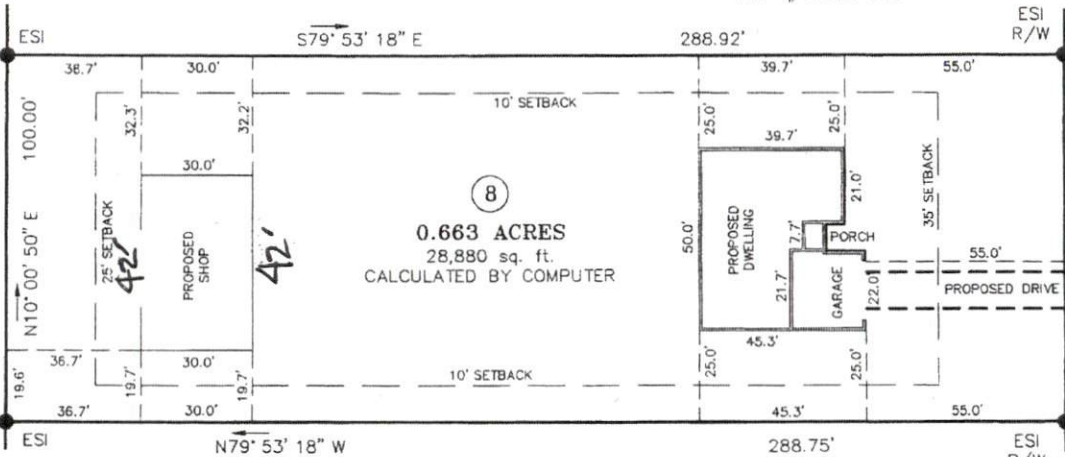 ESI
S79° 53' 18" E
288.92'
ESI
R/W
36.7'
30.0'
39.7'
55.0'
10' SETBACK
100.00'
N10° 00' 50" E
25' SETBACK
32.3'
32.2'
25.0'
25.0'
39.7'
30.0'
42'
PROPOSED
SHOP
42'
8
0.663 ACRES
28,880 sq. ft.
CALCULATED BY COMPUTER
50.0'
PROPOSED
DWELLING
21.0'
7.7'
PORCH
35' SETBACK
21.7'
GARAGE
22.0'
55.0'
PROPOSED DRIVE
36.7'
30.0'
45.3'
19.6'
19.7'
19.7'
10' SETBACK
25.0'
25.0'
36.7'
30.0'
45.3'
55.0'
ESI
N79° 53' 18" W
288.75'
ESI
R/W